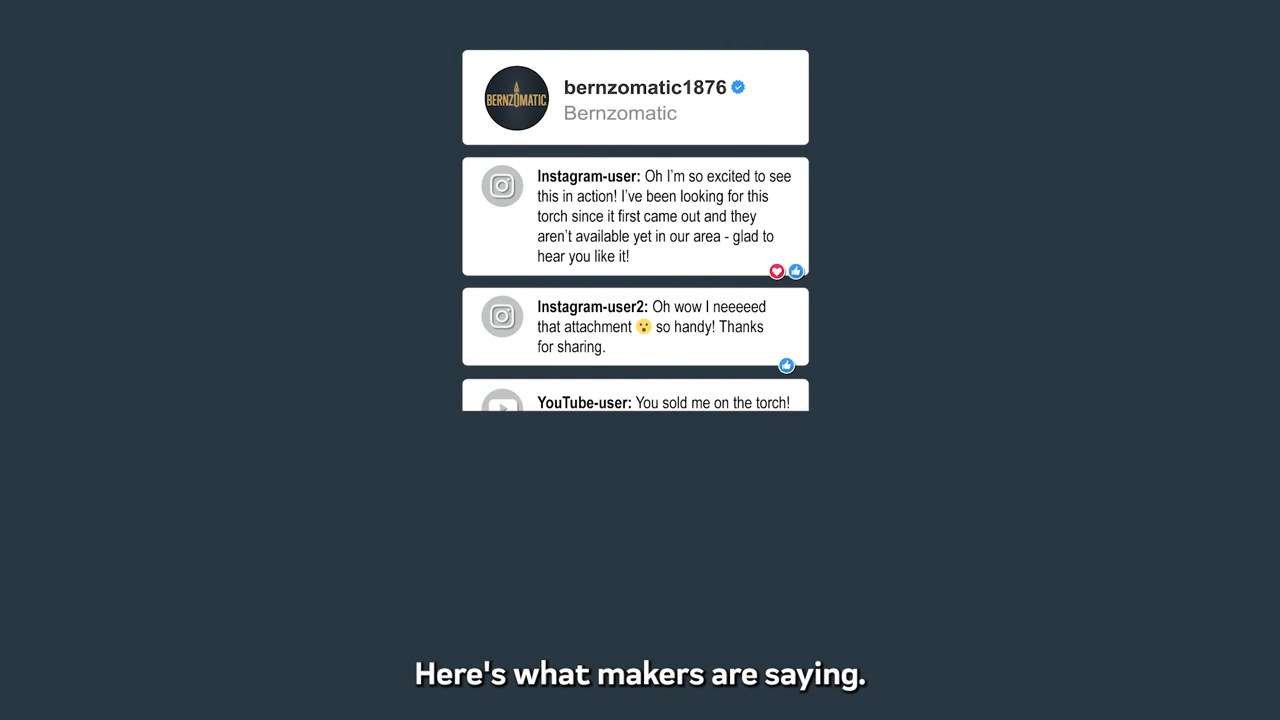 BERNZOMATIC
bernzomatic1876
Bernzomatic
Instagram-user: Oh I'm so excited to see
this in action! I've been looking for this
torch since it first came out and they
aren't available yet in our area - glad to
hear you like it!
Instagram-user2: Oh wow I neeeeed
that attachment 😮 so handy! Thanks
for sharing.
YouTube-user: You sold me on the torch!
Here's what makers are saying.